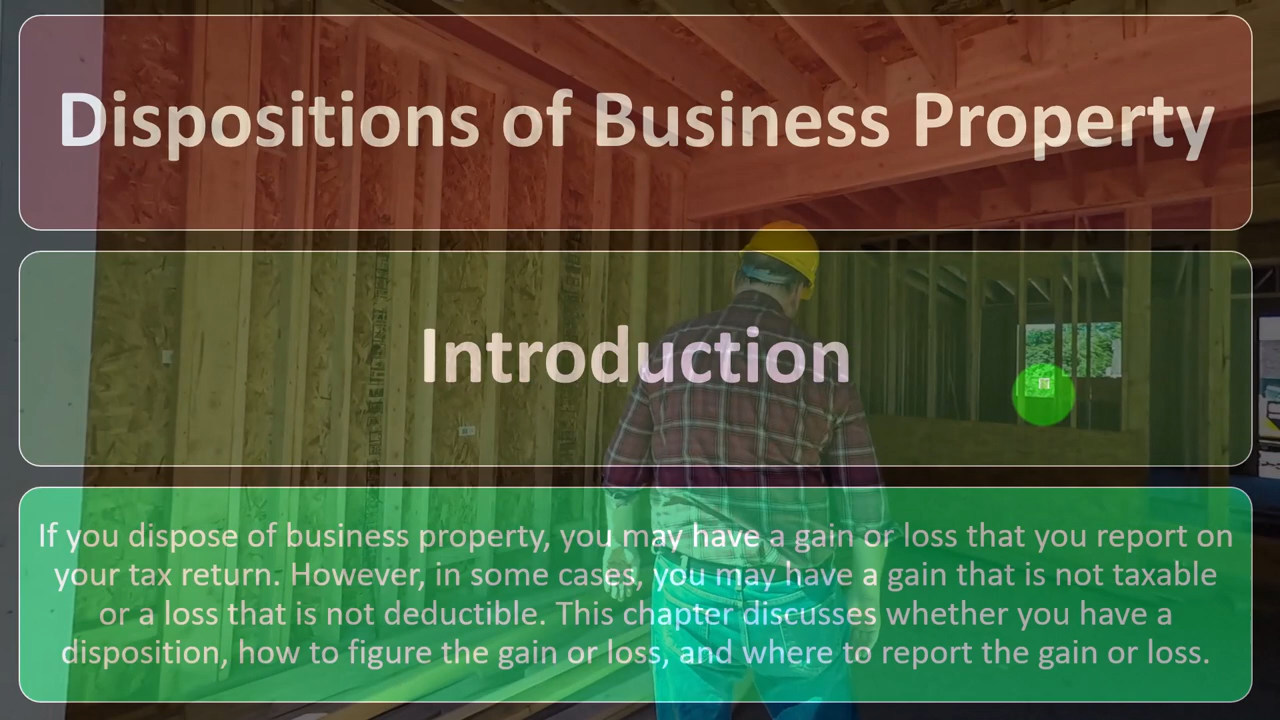 Dispositions of Business Property
Introduction
If you dispose of business property, you may have a gain or loss that you report on
your tax return. However, in some cases, you may have a gain that is not taxable
or a loss that is not deductible. This chapter discusses whether you have a
disposition, how to figure the gain or loss, and where to report the gain or loss.